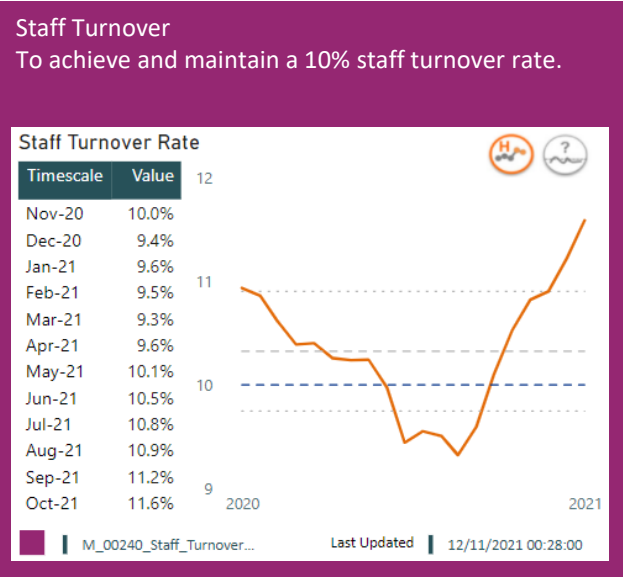 Staff Turnover
To achieve and maintain a 10% staff turnover rate.
Staff Turnover Rate
H
?
Timescale Value
Nov-20 10.0%
Dec-20 9.4%
Jan-21 9.6%
Feb-21 9.5%
Mar-21 9.3%
Apr-21 9.6%
May-21 10.1%
Jun-21 10.5%
Jul-21 10.8%
Aug-21 10.9%
Sep-21 11.2%
Oct-21 11.6%
12
11
10
9
2020 2021
M_00240_Staff_Turnover... Last Updated 12/11/2021 00:28:00